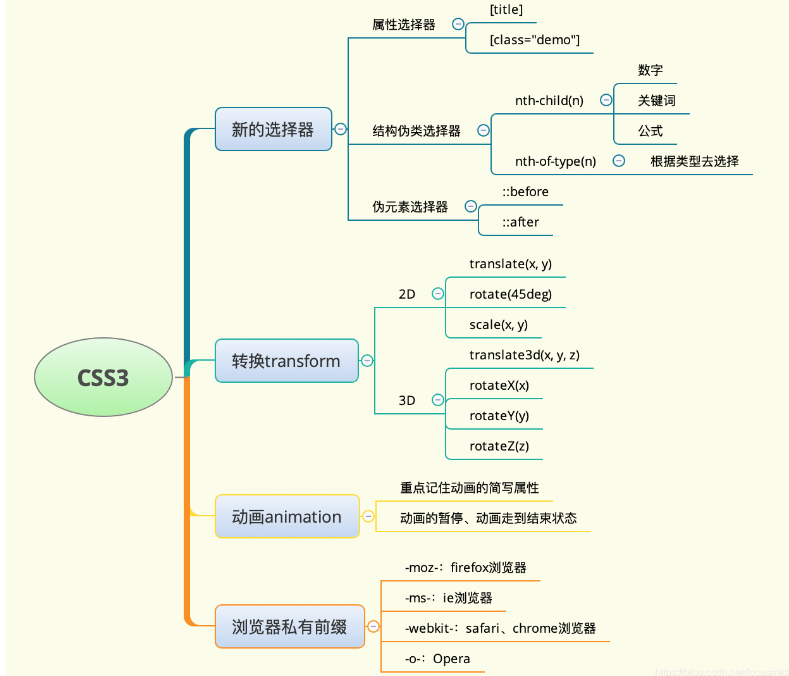 CSS3
新的选择器
属性选择器
[title]
[class="demo"]
结构伪类选择器
nth-child(n)
数字
关键词
公式
nth-of-type(n)
根据类型去选择
伪元素选择器
::before
::after
转换transform
2D
translate(x, y)
rotate(45deg)
scale(x, y)
3D
translate3d(x, y, z)
rotateX(x)
rotateY(y)
rotateZ(z)
动画animation
重点记住动画的简写属性
动画的暂停、动画走到结束状态
浏览器私有前缀
-moz-：firefox浏览器
-ms-：ie浏览器
-webkit-：safari、chrome浏览器
-o-：Opera